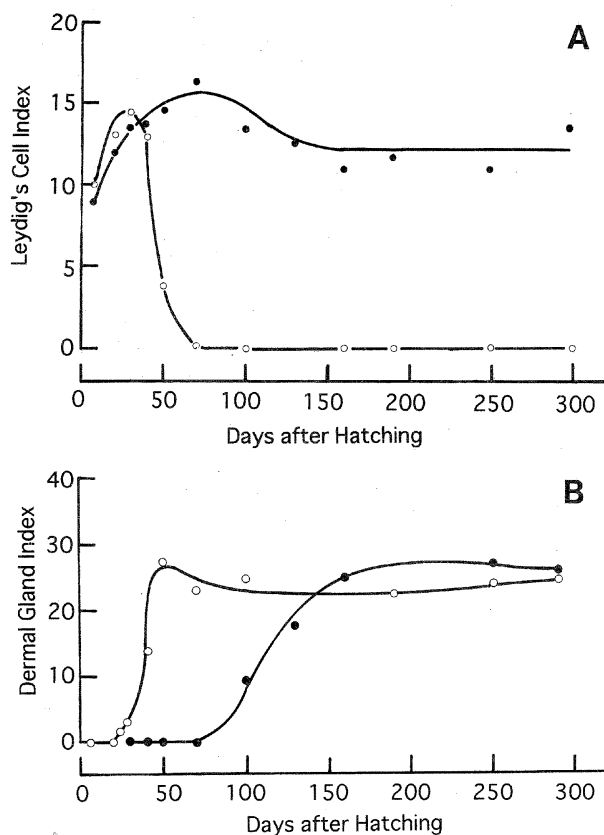 A
20
15
10
5
0
Leydig's Cell Index
0 50 100 150 200 250 300
Days after Hatching
B
40
30
20
10
0
Dermal Gland Index
0 50 100 150 200 250 300
Days after Hatching